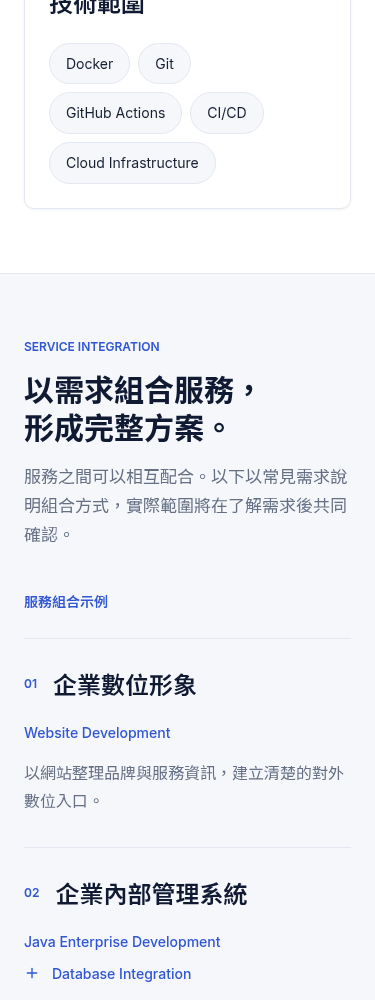 技術範圍
Docker
Git
GitHub Actions
CI/CD
Cloud Infrastructure
SERVICE INTEGRATION
以需求組合服務，
形成完整方案。
服務之間可以相互配合。以下以常見需求說
明組合方式，實際範圍將在了解需求後共同
確認。
服務組合示例
01 企業數位形象
Website Development
以網站整理品牌與服務資訊，建立清楚的對外
數位入口。
02 企業內部管理系統
Java Enterprise Development
+ Database Integration